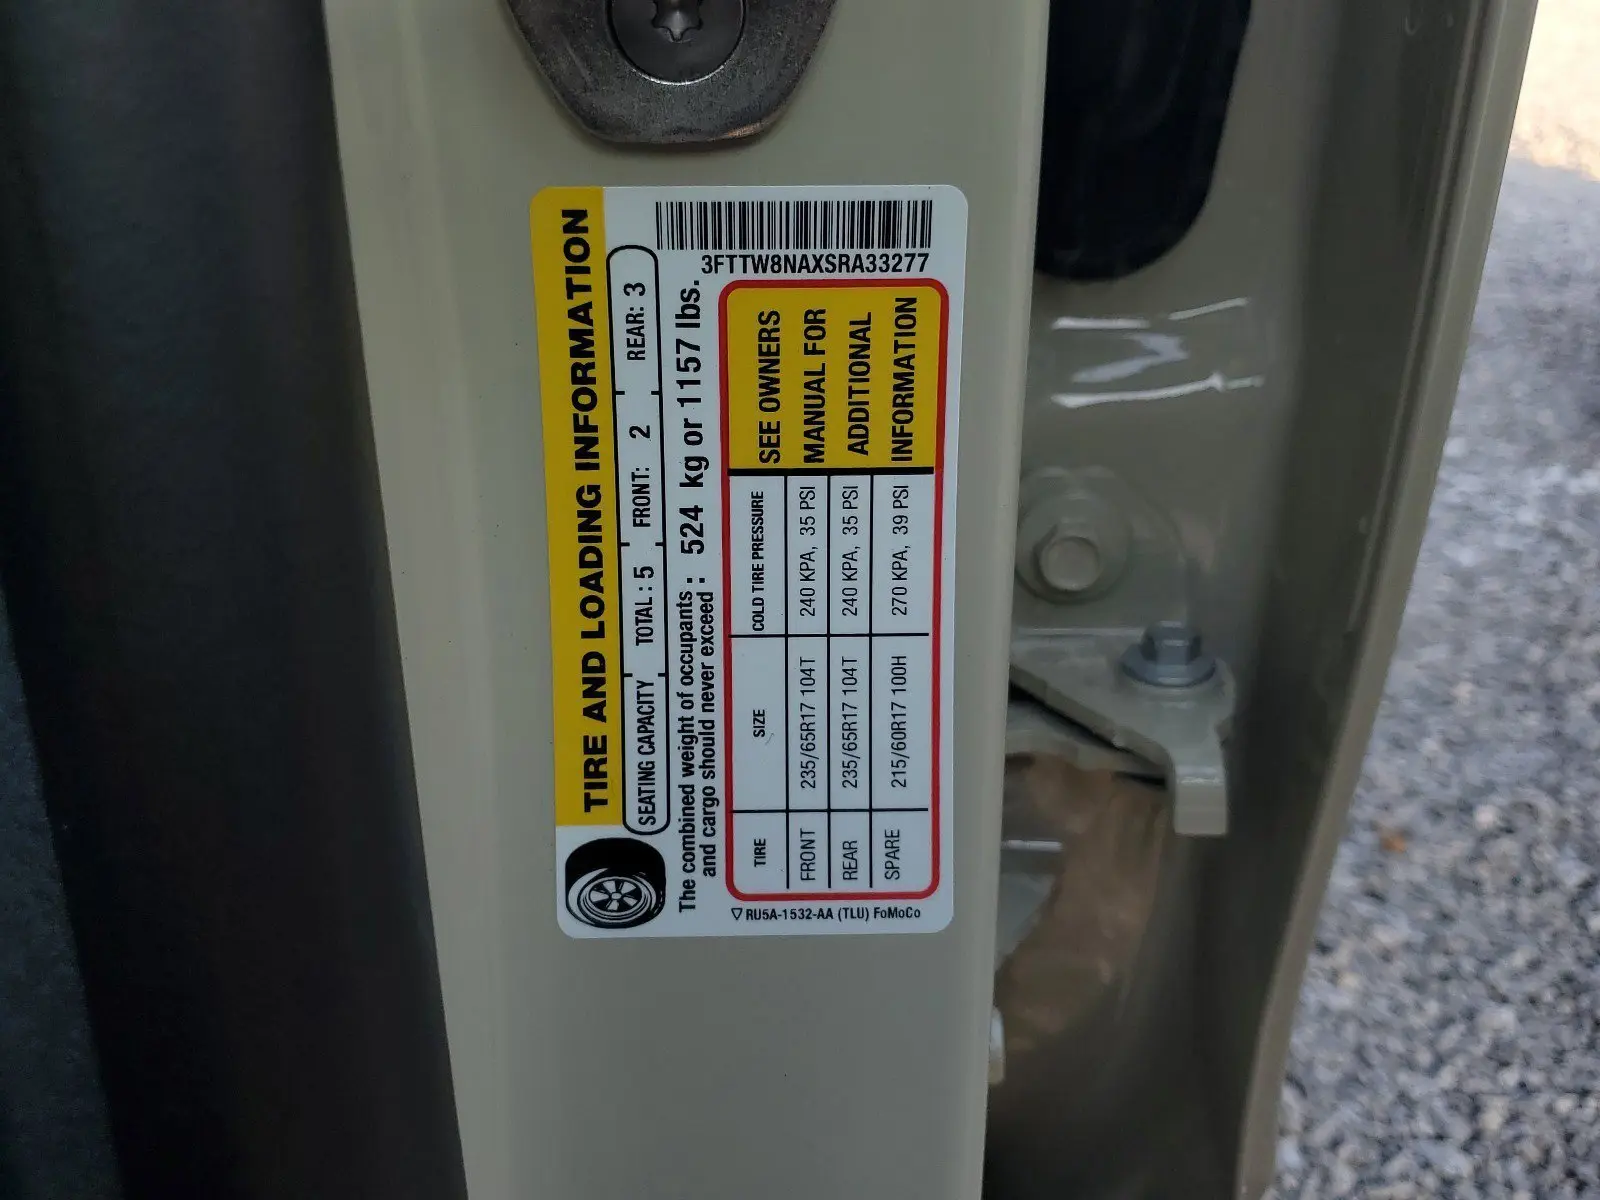 TIRE AND LOADING INFORMATION
SEATING CAPACITY TOTAL : 5 FRONT: 2 REAR: 3
The combined weight of occupants : 524 kg or 1157 lbs.
and cargo should never exceed :
3FTTW8NAXSRA33277
TIRE SIZE COLD TIRE PRESSURE
FRONT 235/65R17 104T 240 KPA, 35 PSI
REAR 235/65R17 104T 240 KPA, 35 PSI
SPARE 215/60R17 100H 270 KPA, 39 PSI
SEE OWNERS
MANUAL FOR
ADDITIONAL
INFORMATION
RU5A-1532-AA (TLU) FoMoCo